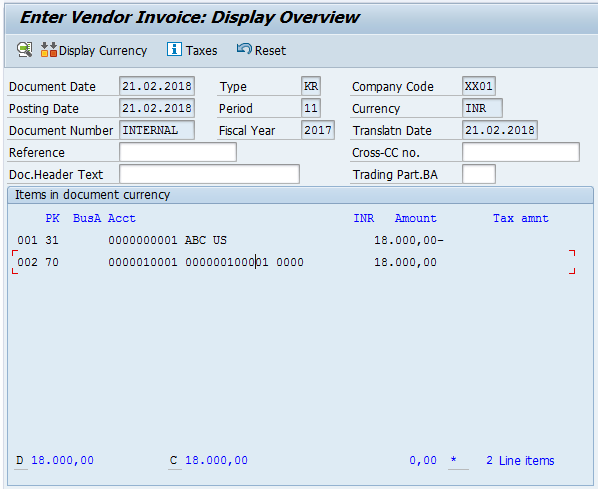 Enter Vendor Invoice: Display Overview
Display Currency Taxes Reset
Document Date 21.02.2018 Type KR Company Code XX01
Posting Date 21.02.2018 Period 11 Currency INR
Document Number INTERNAL Fiscal Year 2017 Translatn Date 21.02.2018
Reference Cross-CC no.
Doc.Header Text Trading Part.BA
Items in document currency
PK BusA Acct INR Amount Tax amnt
001 31 0000000001 ABC US 18.000,00-
002 70 0000010001 000000100001 0000 18.000,00
D 18.000,00 C 18.000,00 0,00 * 2 Line items